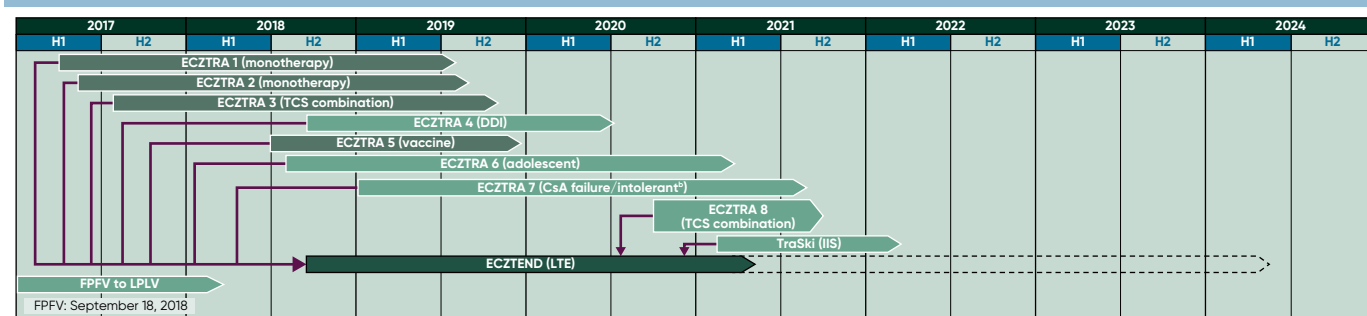 2017 2018 2019 2020 2021 2022 2023 2024
H1 H2 H1 H2 H1 H2 H1 H2 H1 H2 H1 H2 H1 H2 H1 H2
ECZTRA 1 (monotherapy)
ECZTRA 2 (monotherapy)
ECZTRA 3 (TCS combination)
ECZTRA 4 (DDI)
ECZTRA 5 (vaccine)
ECZTRA 6 (adolescent)
ECZTRA 7 (CsA failure/intolerantᵇ)
ECZTRA 8
(TCS combination)
TraSki (IIS)
ECZTEND (LTE)
FPFV to LPLV
FPFV: September 18, 2018